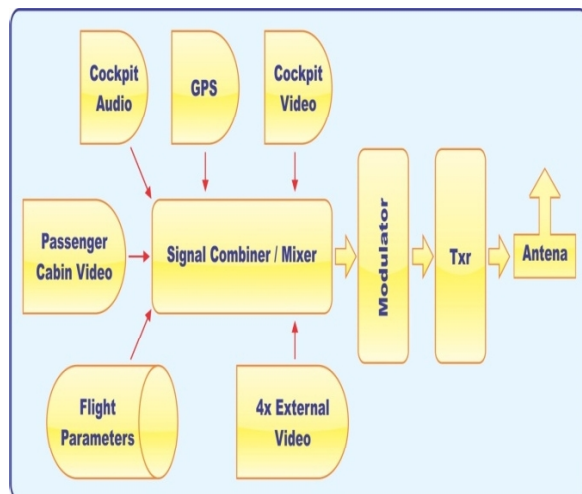 Cockpit
Audio
GPS
Cockpit
Video
Passenger
Cabin Video
Signal Combiner / Mixer
Modulator
Txr
Antena
Flight
Parameters
4x External
Video